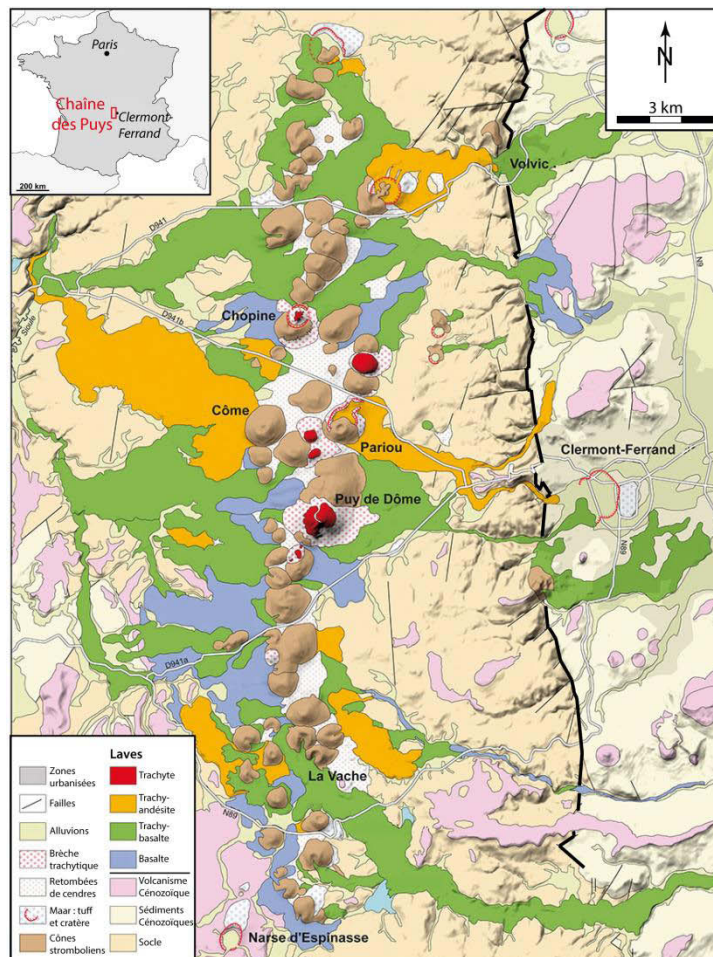 Paris
Chaîne
des Puys
Clermont-
Ferrand
200 km
N
3 km
Volvic
D941
N9
D941b
Sioule
Chopine
Côme
Pariou
Clermont-Ferrand
Puy de Dôme
N89
D941a
La Vache
N89
Narse d'Espinasse
Zones
urbanisées
Failles
Alluvions
Brèche
trachytique
Retombées
de cendres
Maar : tuff
et cratère
Cônes
stromboliens
Laves
Trachyte
Trachy-
andésite
Trachy-
basalte
Basalte
Volcanisme
Cénozoïque
Sédiments
Cénozoïques
Socle